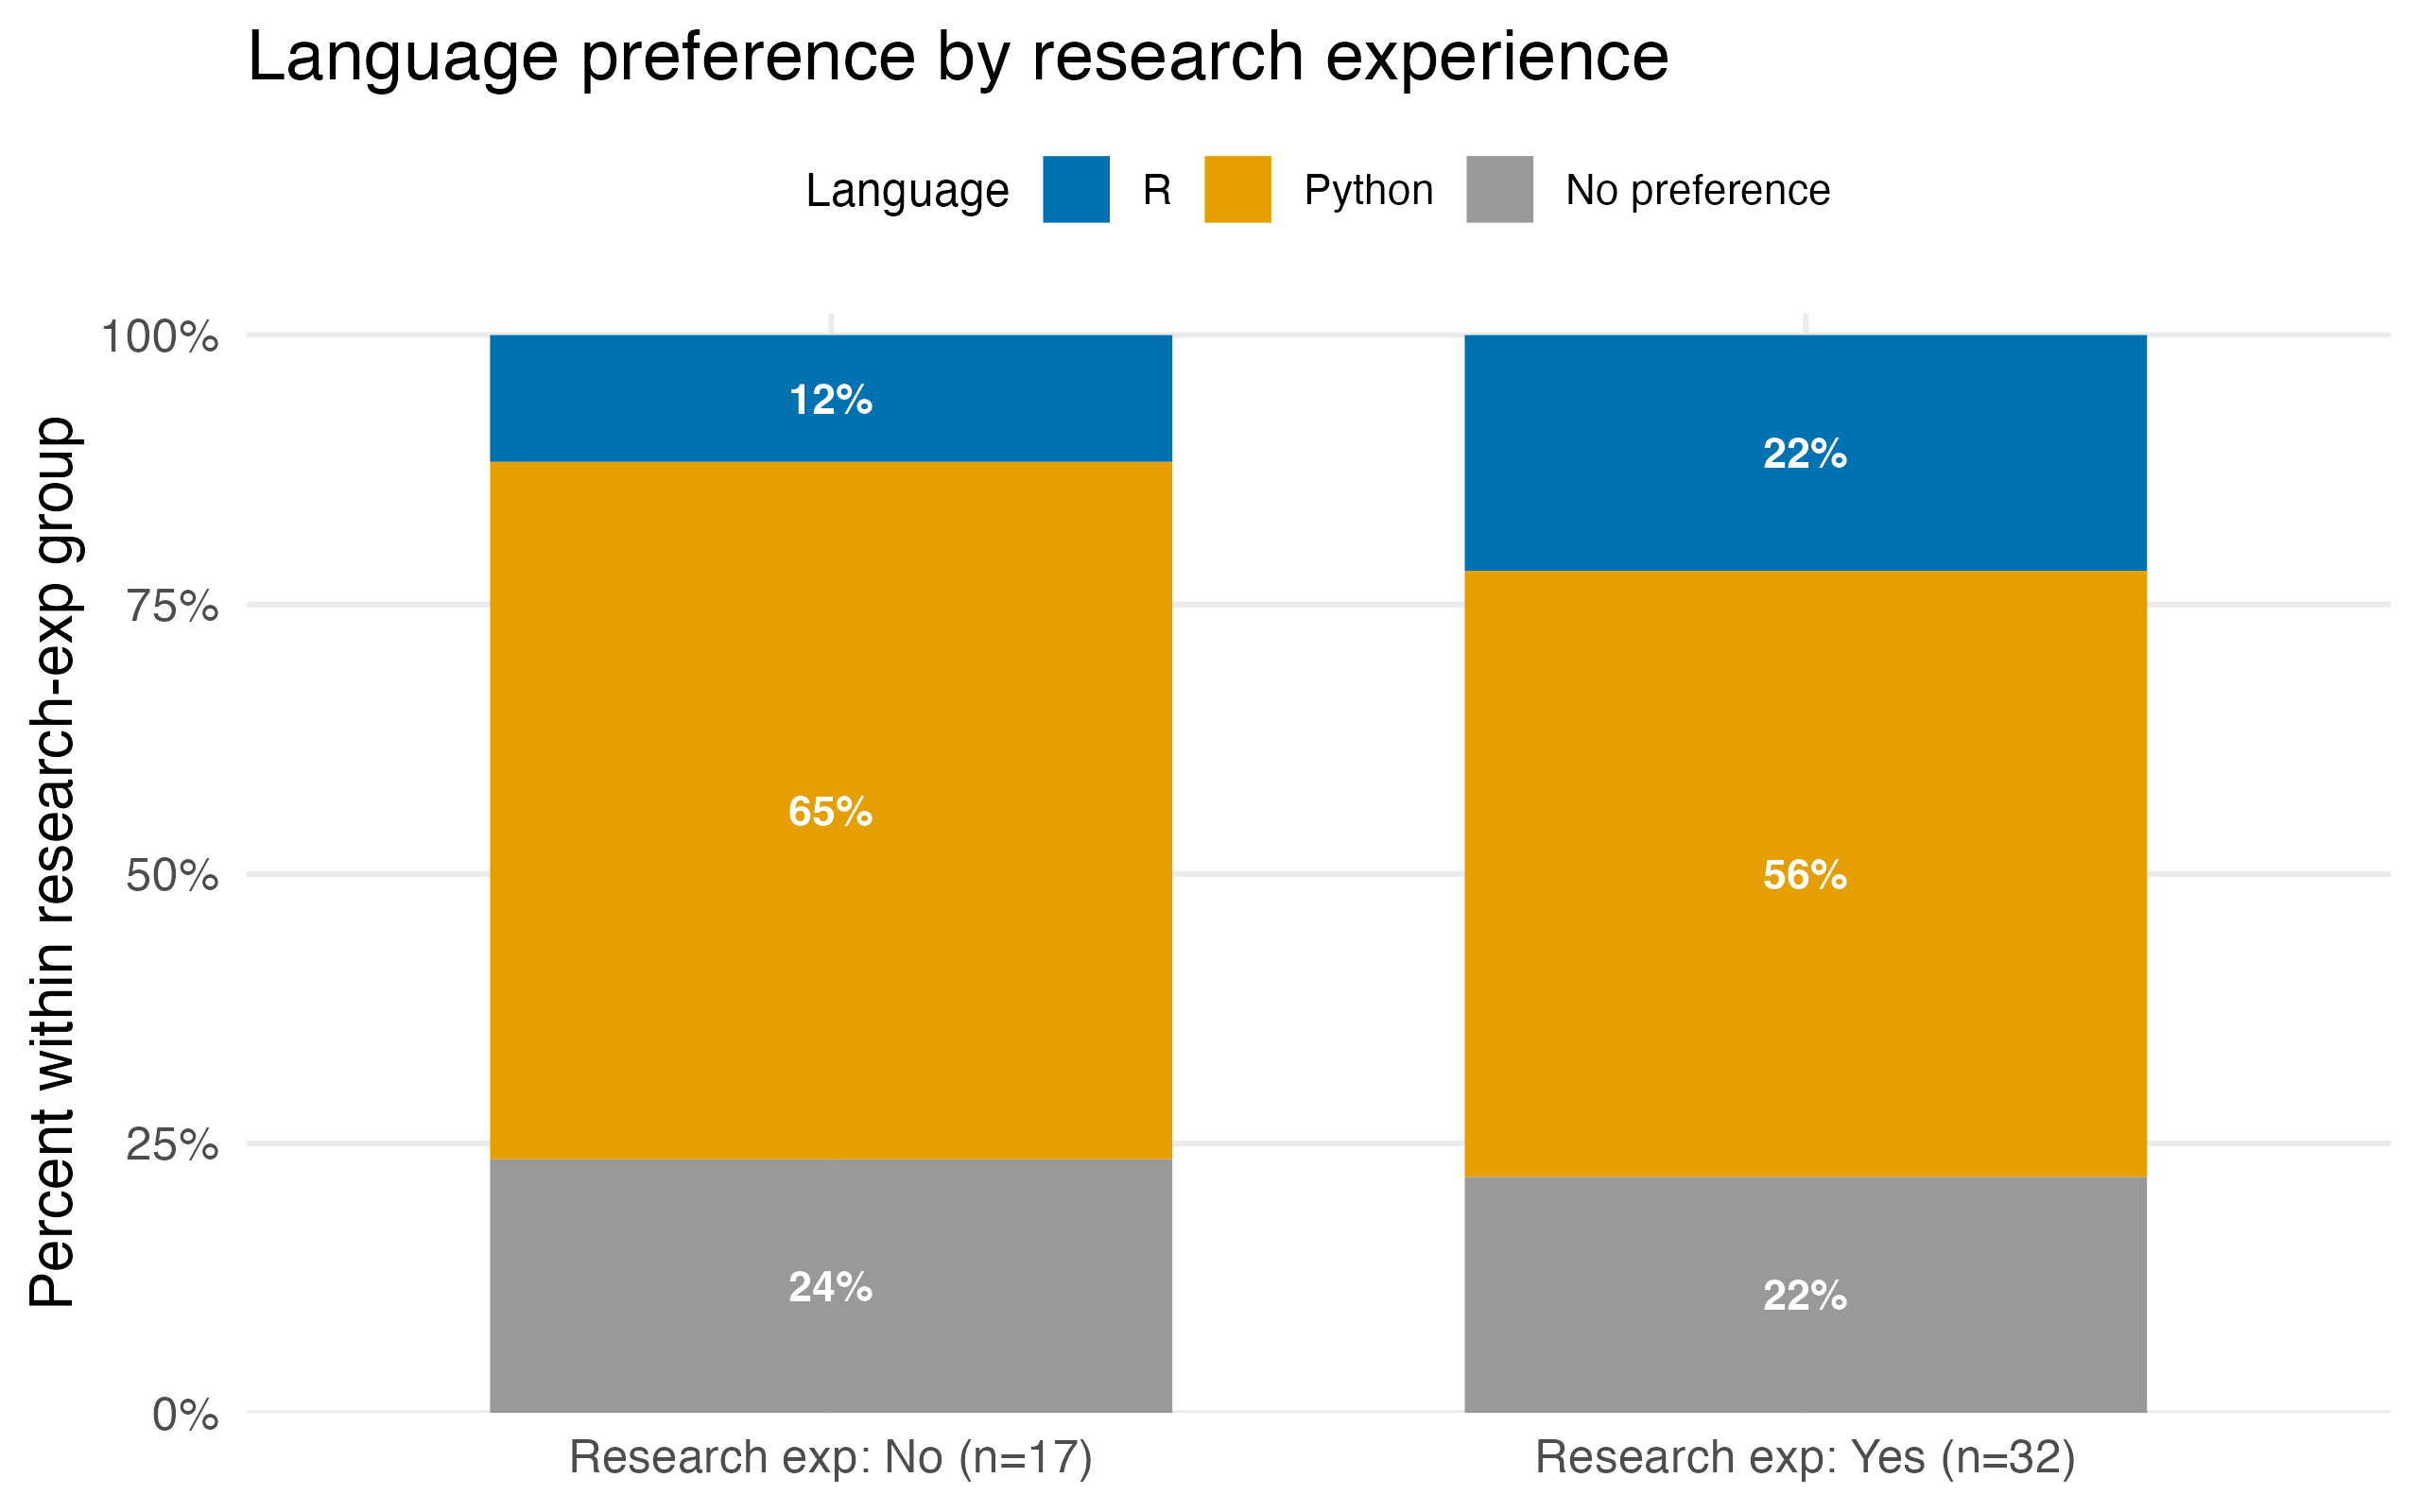 Language preference by research experience
Language R Python No preference
Percent within research-exp group
100%
75%
50%
25%
0%
12%
65%
24%
22%
56%
22%
Research exp: No (n=17)
Research exp: Yes (n=32)